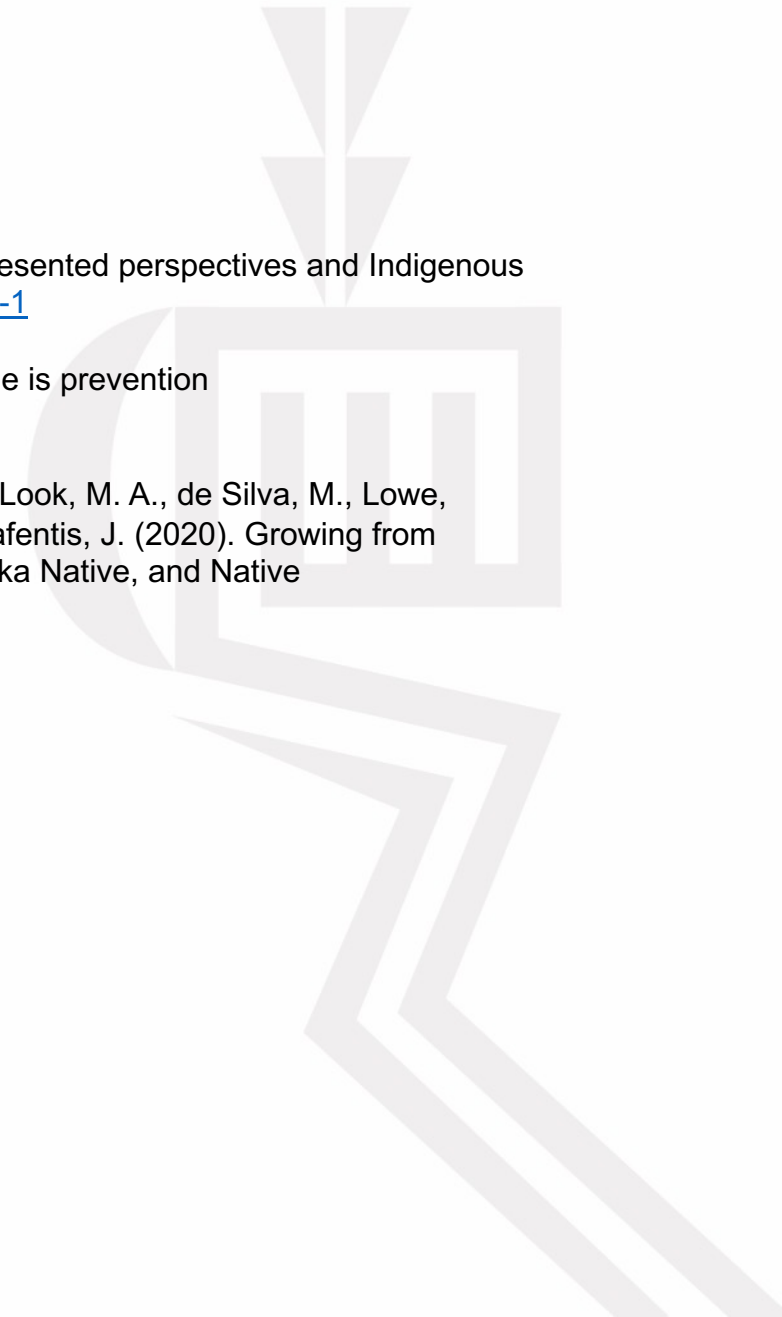 esented perspectives and Indigenous
-1
e is prevention
Look, M. A., de Silva, M., Lowe,
afentis, J. (2020). Growing from
ka Native, and Native